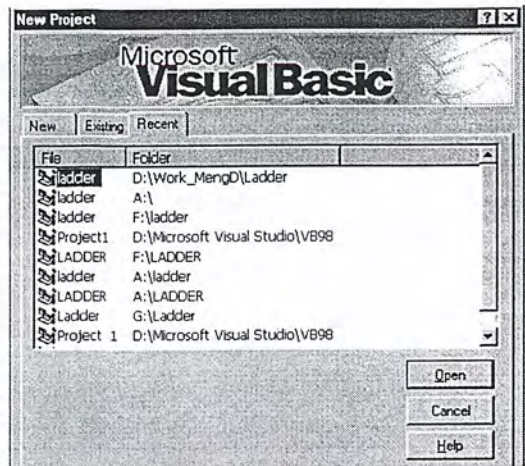 New Project
Microsoft
Visual Basic
New Existing Recent
File Folder
ladder D:\Work_MengD\Ladder
ladder A:\
ladder F:\ladder
Project1 D:\Microsoft Visual Studio\VB98
LADDER F:\LADDER
ladder A:\ladder
LADDER A:\LADDER
Ladder G:\Ladder
Project 1 D:\Microsoft Visual Studio\VB98
Open
Cancel
Help